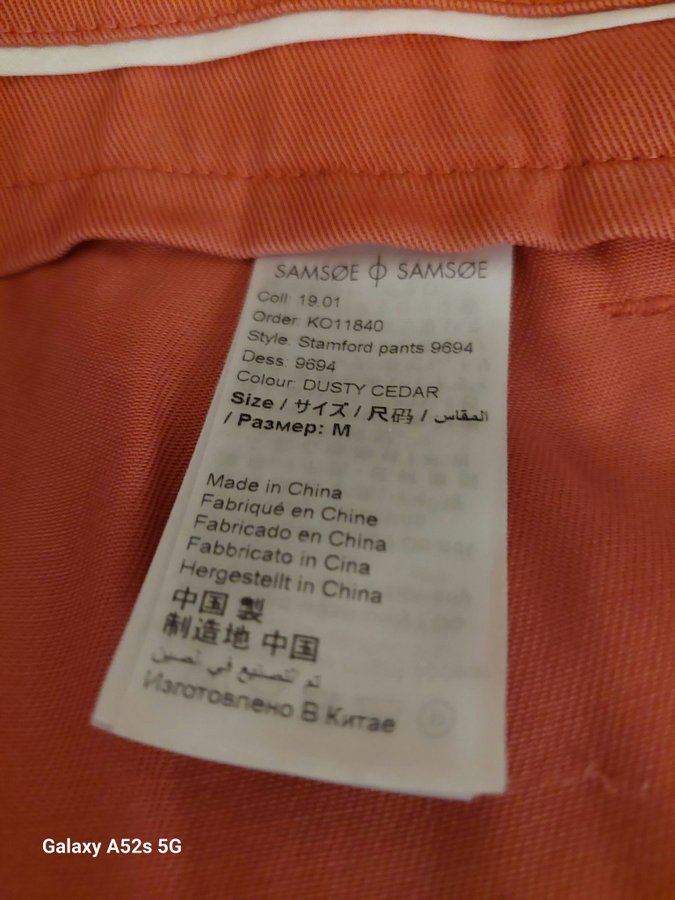 SAMSØE ɸ SAMSØE
Coll: 19.01
Order: KO11840
Style. Stamford pants 9694
Dess: 9694
Colour: DUSTY CEDAR
Size / サイズ / 尺码 / المقاس
/ Размер: M
Made in China
Fabriqué en Chine
Fabricado en China
Fabbricato in Cina
Hergestellt in China
中国 製
制造地 中国
تم التصنيع في الصين
Изготовлено В Китае
Galaxy A52s 5G